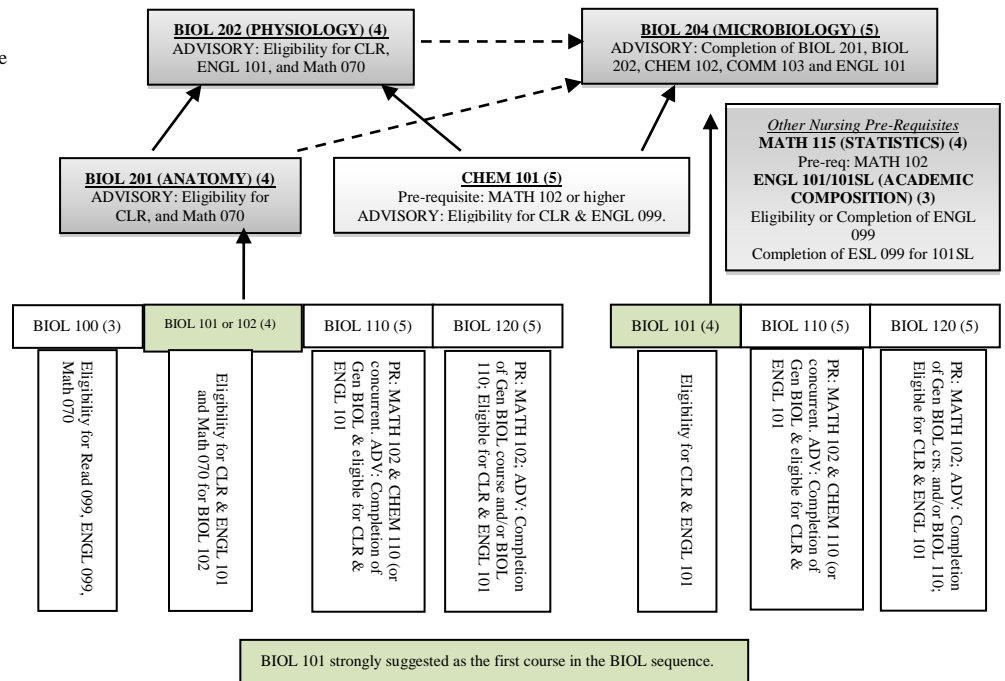 e
BIOL 202 (PHYSIOLOGY) (4)
ADVISORY: Eligibility for CLR,
ENGL 101, and Math 070
BIOL 204 (MICROBIOLOGY) (5)
ADVISORY: Completion of BIOL 201, BIOL
202, CHEM 102, COMM 103 and ENGL 101
BIOL 201 (ANATOMY) (4)
ADVISORY: Eligibility for
CLR, and Math 070
CHEM 101 (5)
Pre-requisite: MATH 102 or higher
ADVISORY: Eligibility for CLR & ENGL 099.
Other Nursing Pre-Requisites
MATH 115 (STATISTICS) (4)
Pre-req: MATH 102
ENGL 101/101SL (ACADEMIC
COMPOSITION) (3)
Eligibility or Completion of ENGL
099
Completion of ESL 099 for 101SL
BIOL 100 (3)
BIOL 101 or 102 (4)
BIOL 110 (5)
BIOL 120 (5)
BIOL 101 (4)
BIOL 110 (5)
BIOL 120 (5)
Eligibility for Read 099, ENGL 099,
Math 070
Eligibility for CLR & ENGL 101
and Math 070 for BIOL 102
PR: MATH 102 & CHEM 110 (or
concurrent. ADV: Completion of
Gen BIOL & eligible for CLR &
ENGL 101
PR: MATH 102; ADV: Completion
of Gen BIOL course and/or BIOL
110; Eligible for CLR & ENGL 101
Eligibility for CLR & ENGL 101
PR: MATH 102 & CHEM 110 (or
concurrent. ADV: Completion of
Gen BIOL & eligible for CLR &
ENGL 101
PR: MATH 102; ADV: Completion
of Gen BIOL crs. and/or BIOL 110;
Eligible for CLR & ENGL 101
BIOL 101 strongly suggested as the first course in the BIOL sequence.